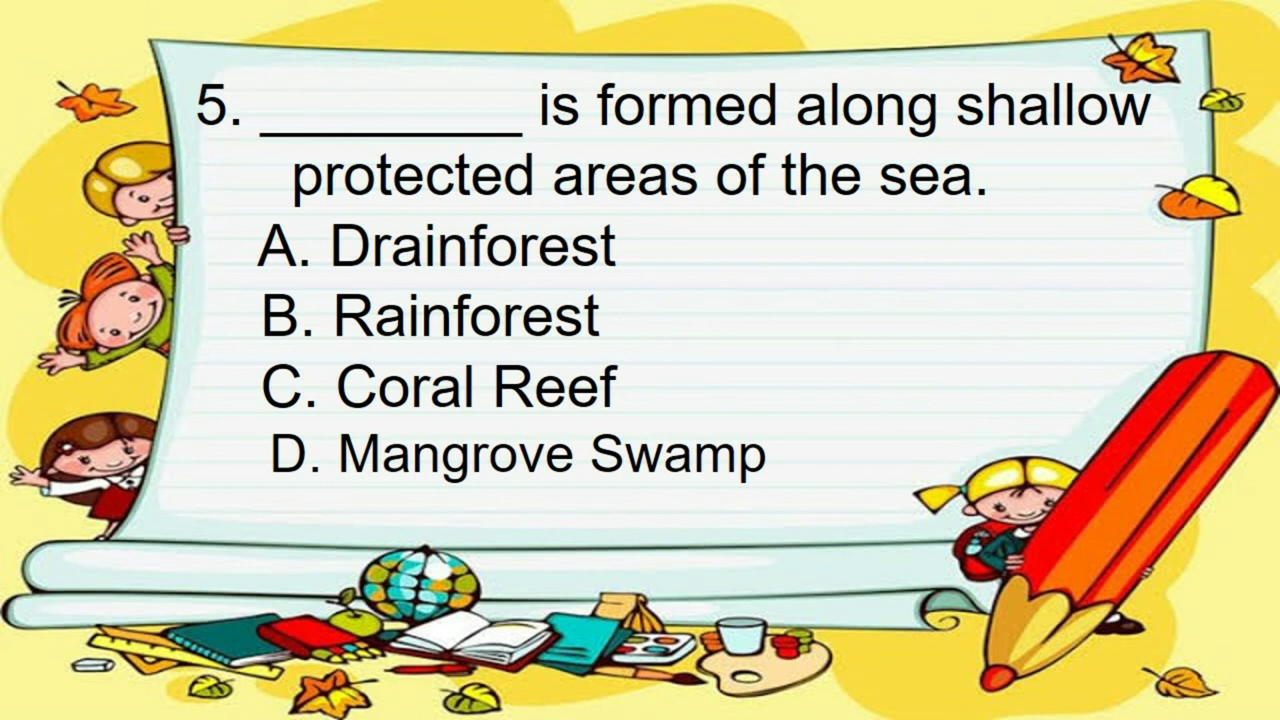 5. _________ is formed along shallow
protected areas of the sea.
A. Drainforest
B. Rainforest
C. Coral Reef
D. Mangrove Swamp